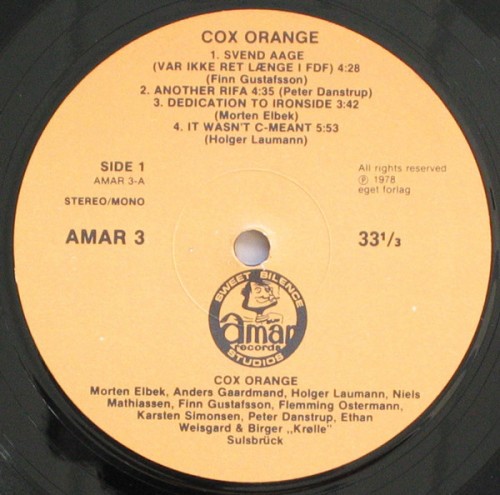 COX ORANGE
1. SVEND AAGE
(VAR IKKE RET LÆNGE I FDF) 4:28
(Finn Gustafsson)
2. ANOTHER RIFA 4:35 (Peter Danstrup)
3. DEDICATION TO IRONSIDE 3:42
(Morten Elbek)
4. IT WASN'T C-MEANT 5:53
(Holger Laumann)
SIDE 1
AMAR 3-A
STEREO/MONO
All rights reserved
℗ 1978
eget forlag
AMAR 3
33¹/₃
SWEET SILENCE
amar
records
STUDIOS
COX ORANGE
Morten Elbek, Anders Gaardmand, Holger Laumann, Niels
Mathiassen, Finn Gustafsson, Flemming Ostermann,
Karsten Simonsen, Peter Danstrup, Ethan
Weisgard & Birger „Krølle"
Sulsbrück